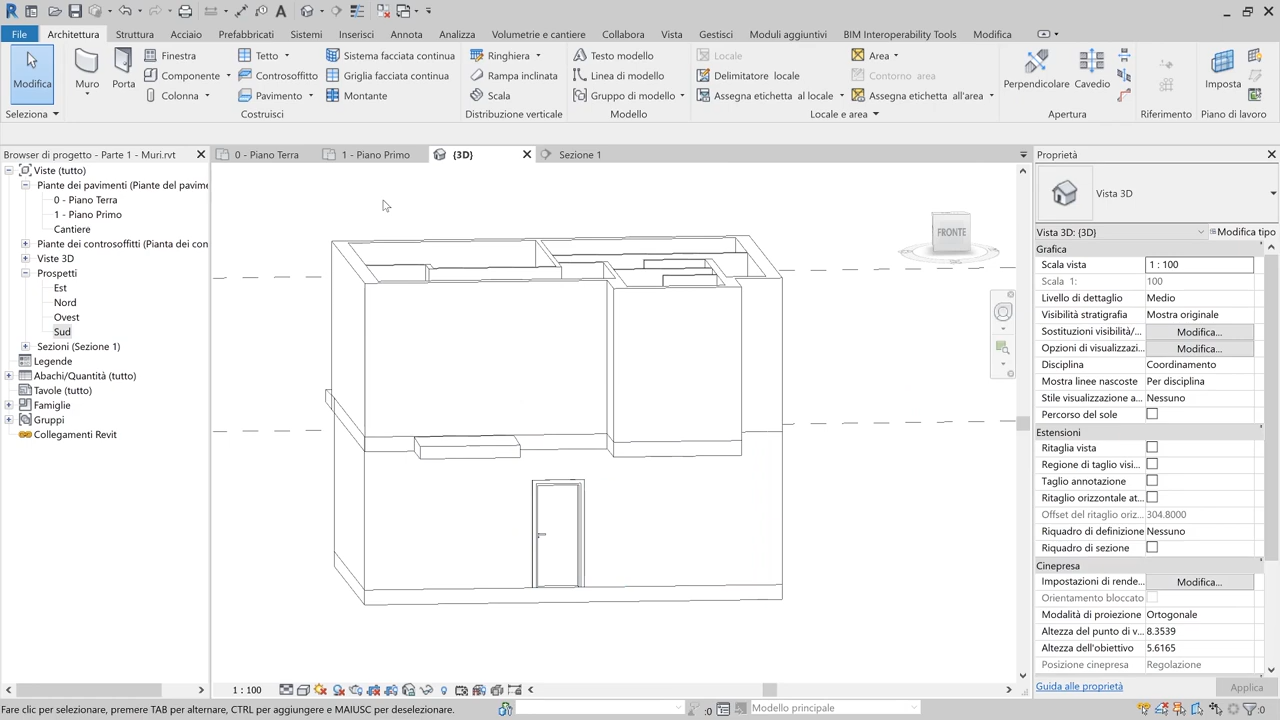 File Architettura Struttura Acciaio Prefabbricati Sistemi Inserisci Annota Analizza Volumetrie e cantiere Collabora Vista Gestisci Moduli aggiuntivi BIM Interoperability Tools Modifica
Modifica Muro Porta Finestra Tetto Sistema facciata continua Ringhiera Testo modello Locale Area Perpendicolare Cavedio Imposta
Componente Controsoffitto Griglia facciata continua Rampa inclinata Linea di modello Delimitatore locale Contorno area
Colonna Pavimento Montante Scala Gruppo di modello Assegna etichetta al locale Assegna etichetta all'area
Seleziona Costruisci Distribuzione verticale Modello Locale e area Apertura Riferimento Piano di lavoro
Browser di progetto - Parte 1 - Muri.rvt
0 - Piano Terra 1 - Piano Primo {3D} Sezione 1
Proprietà
Viste (tutto)
Piante dei pavimenti (Piante del pavime
0 - Piano Terra
1 - Piano Primo
Cantiere
Piante dei controsoffitti (Pianta dei con
Viste 3D
Prospetti
Est
Nord
Ovest
Sud
Sezioni (Sezione 1)
Legende
Abachi/Quantità (tutto)
Tavole (tutto)
Famiglie
Gruppi
Collegamenti Revit
FRONTE
Vista 3D
Vista 3D: {3D} Modifica tipo
Grafica
Scala vista 1 : 100
Scala 1: 100
Livello di dettaglio Medio
Visibilità stratigrafia Mostra originale
Sostituzioni visibilità/... Modifica...
Opzioni di visualizzazi... Modifica...
Disciplina Coordinamento
Mostra linee nascoste Per disciplina
Stile visualizzazione a... Nessuno
Percorso del sole
Estensioni
Ritaglia vista
Regione di taglio visi...
Taglio annotazione
Ritaglio orizzontale at...
Offset del ritaglio oriz... 304.8000
Riquadro di definizione Nessuno
Riquadro di sezione
Cinepresa
Impostazioni di rende... Modifica...
Orientamento bloccato
Modalità di proiezione Ortogonale
Altezza del punto di v... 8.3539
Altezza dell'obiettivo 5.6165
Posizione cinepresa Regolazione
Guida alle proprietà Applica
1 : 100
Fare clic per selezionare, premere TAB per alternare, CTRL per aggiungere e MAIUSC per deselezionare. :0 Modello principale :0